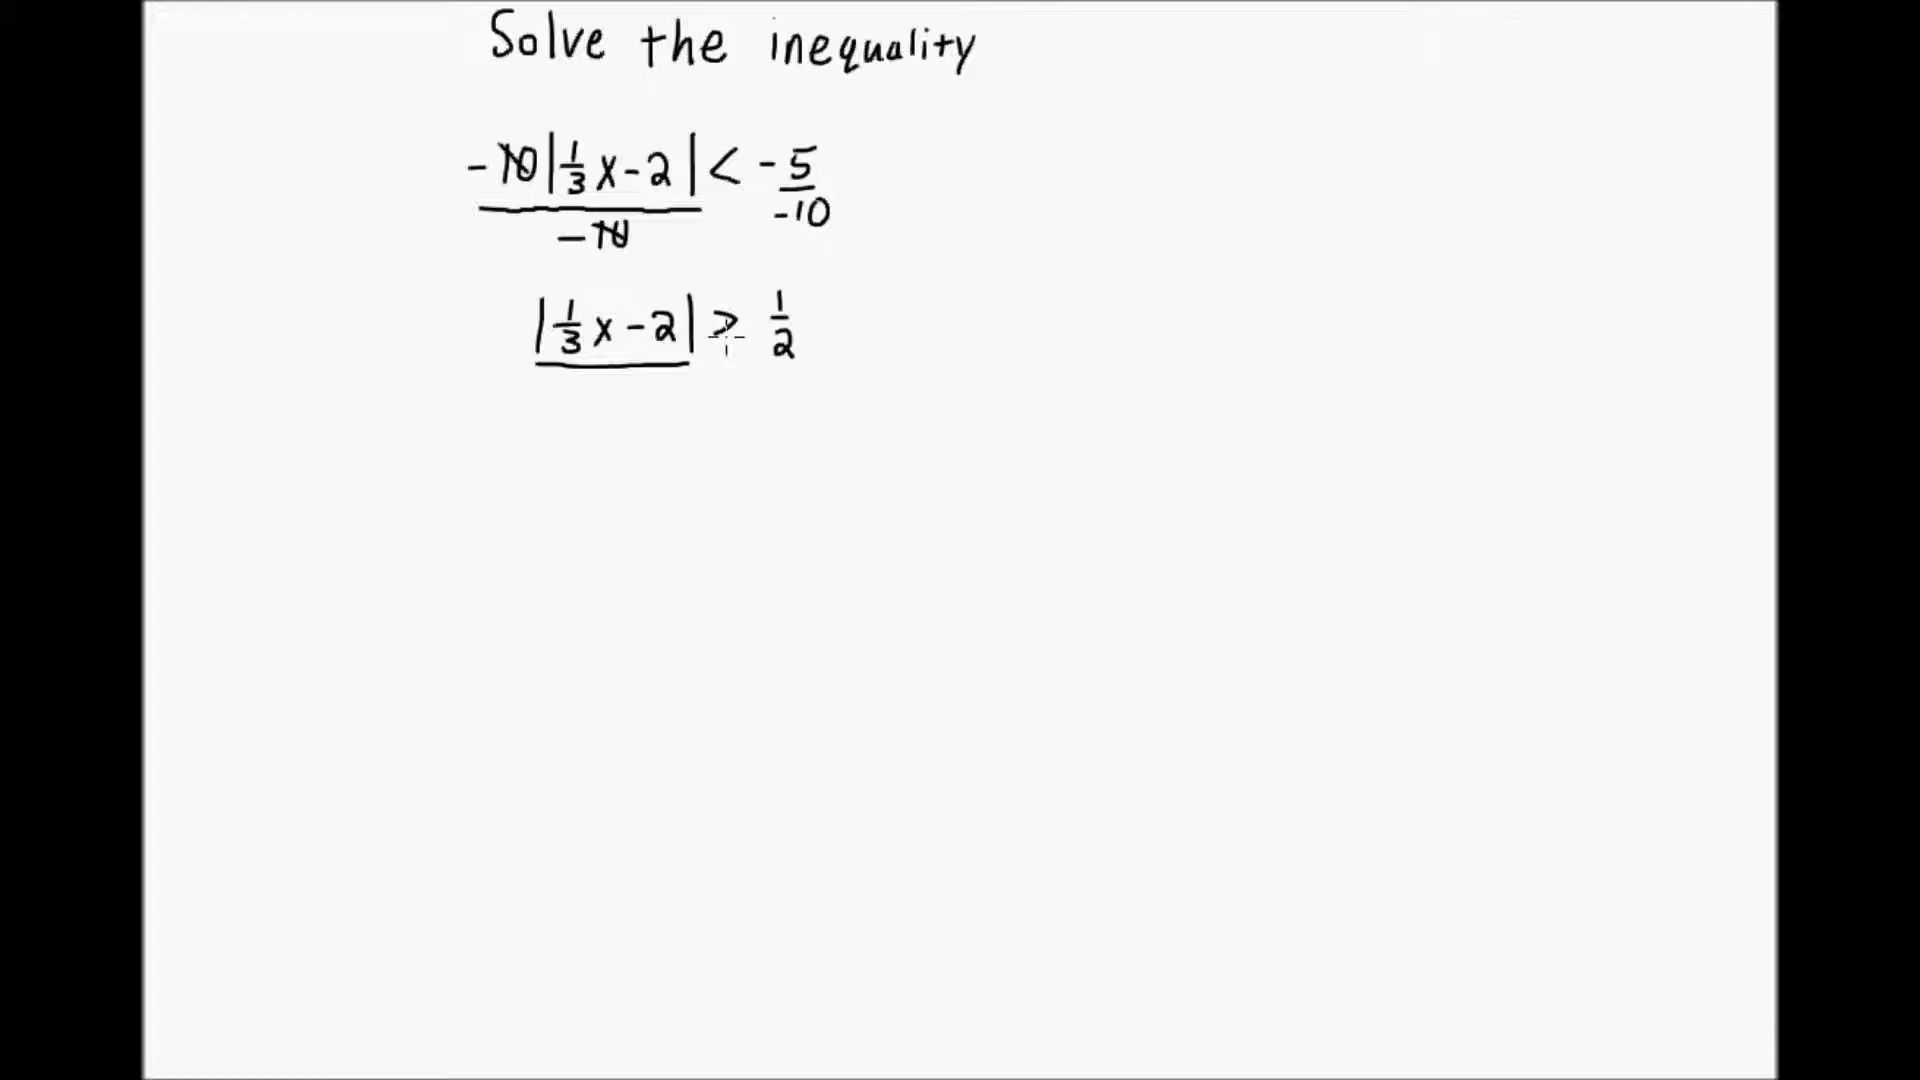 Solve the inequality
-10|1/3 x - 2| < -5
-10 -10
|1/3 x - 2| > 1/2